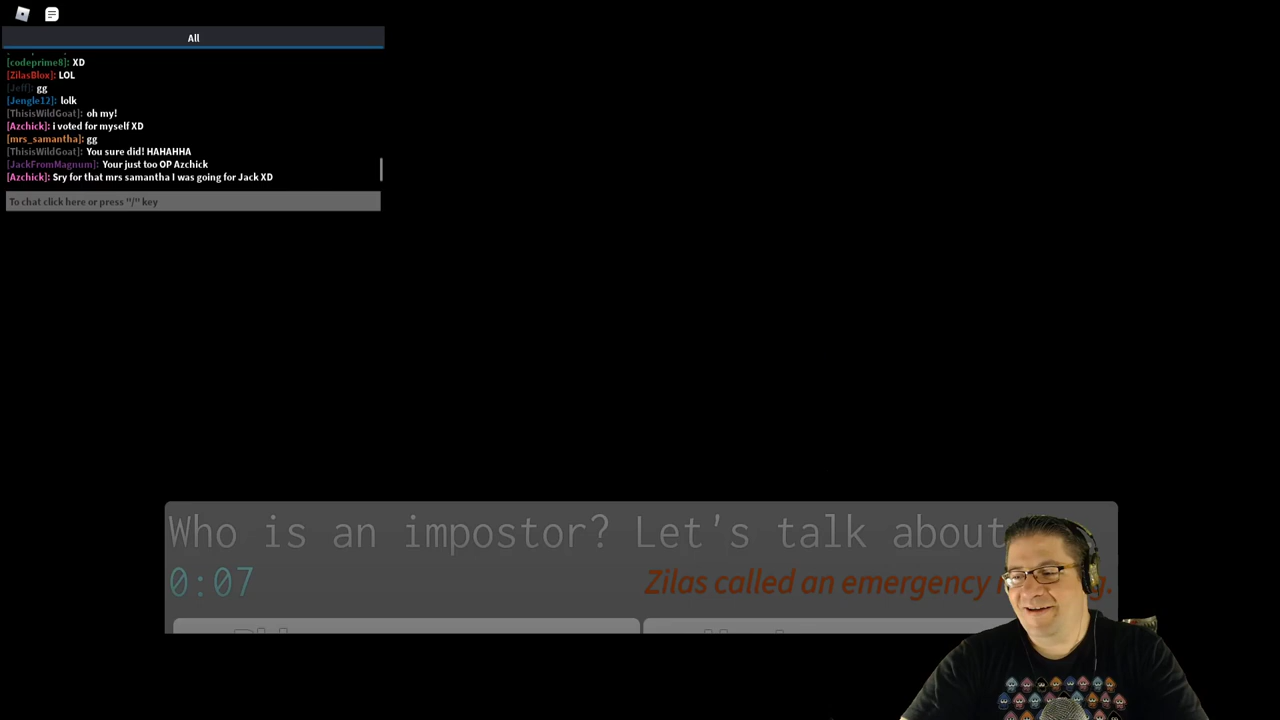 All
[codeprime8]: XD
[ZilasBlox]: LOL
[Jeff]: gg
[Jengle12]: lolk
[ThisisWildGoat]: oh my!
[Azchick]: i voted for myself XD
[mrs_samantha]: gg
[ThisisWildGoat]: You sure did! HAHAHHA
[JackFromMagnum]: Your just too OP Azchick
[Azchick]: Sry for that mrs samantha I was going for Jack XD
To chat click here or press "/" key
Who is an impostor? Let's talk about
0:07
Zilas called an emergency